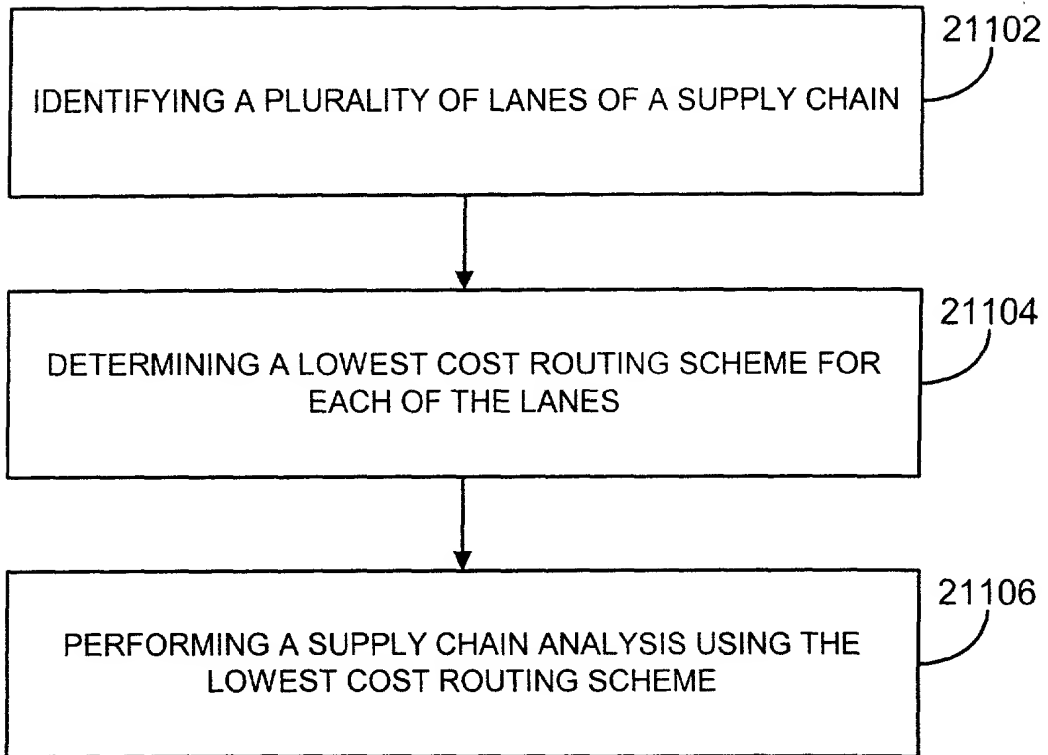 21102
IDENTIFYING A PLURALITY OF LANES OF A SUPPLY CHAIN
21104
DETERMINING A LOWEST COST ROUTING SCHEME FOR
EACH OF THE LANES
21106
PERFORMING A SUPPLY CHAIN ANALYSIS USING THE
LOWEST COST ROUTING SCHEME